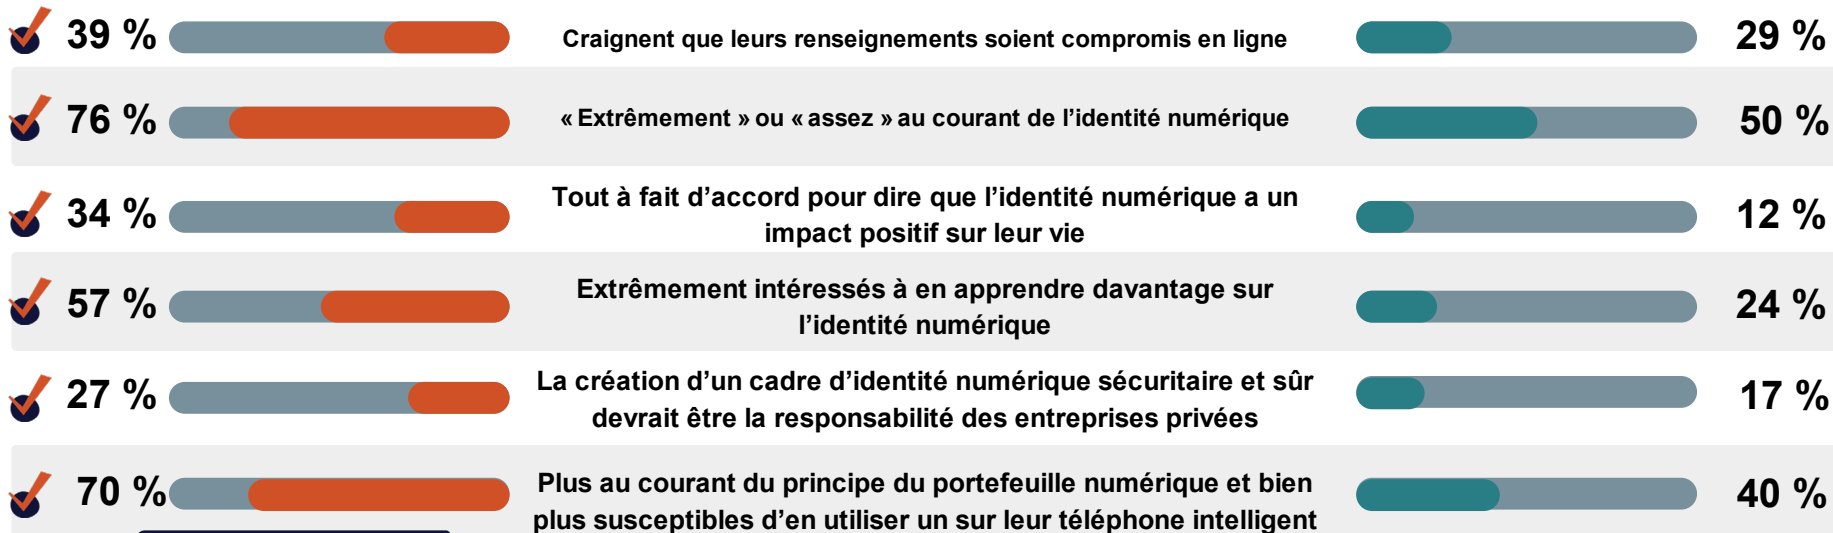 39 % Craignent que leurs renseignements soient compromis en ligne 29 %
76 % « Extrêmement » ou « assez » au courant de l’identité numérique 50 %
34 % Tout à fait d’accord pour dire que l’identité numérique a un 12 %
impact positif sur leur vie
57 % Extrêmement intéressés à en apprendre davantage sur 24 %
l’identité numérique
27 % La création d’un cadre d’identité numérique sécuritaire et sûr 17 %
devrait être la responsabilité des entreprises privées
70 % Plus au courant du principe du portefeuille numérique et bien 40 %
plus susceptibles d’en utiliser un sur leur téléphone intelligent